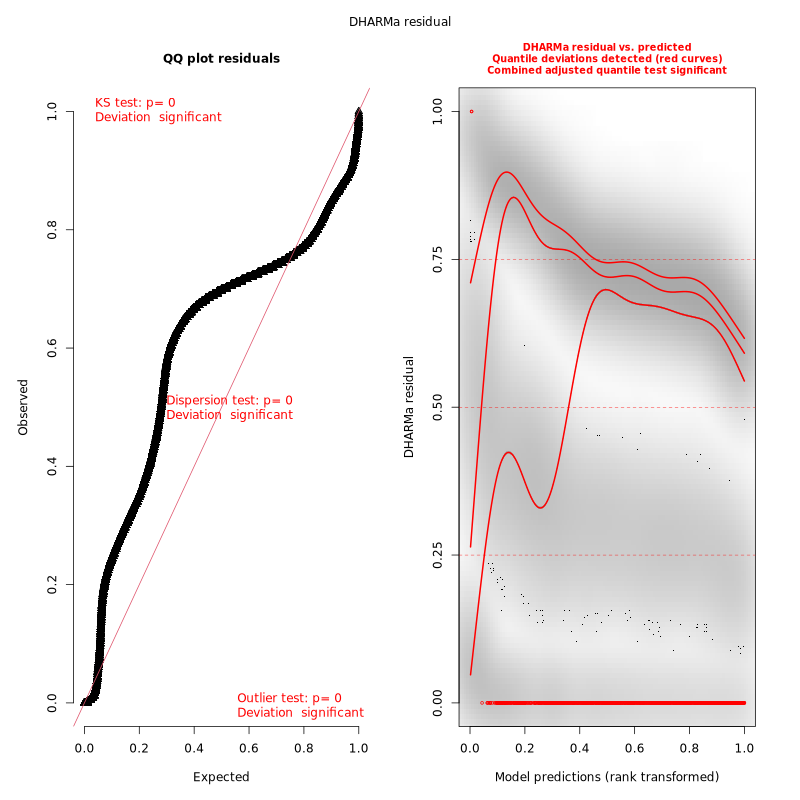 DHARMa residual
QQ plot residuals
KS test: p= 0
Deviation  significant
Dispersion test: p= 0
Deviation  significant
Outlier test: p= 0
Deviation  significant
Observed
0.0
0.2
0.4
0.6
0.8
1.0
0.0
0.2
0.4
0.6
0.8
1.0
Expected
DHARMa residual vs. predicted
Quantile deviations detected (red curves)
Combined adjusted quantile test significant
DHARMa residual
0.00
0.25
0.50
0.75
1.00
0.0
0.2
0.4
0.6
0.8
1.0
Model predictions (rank transformed)